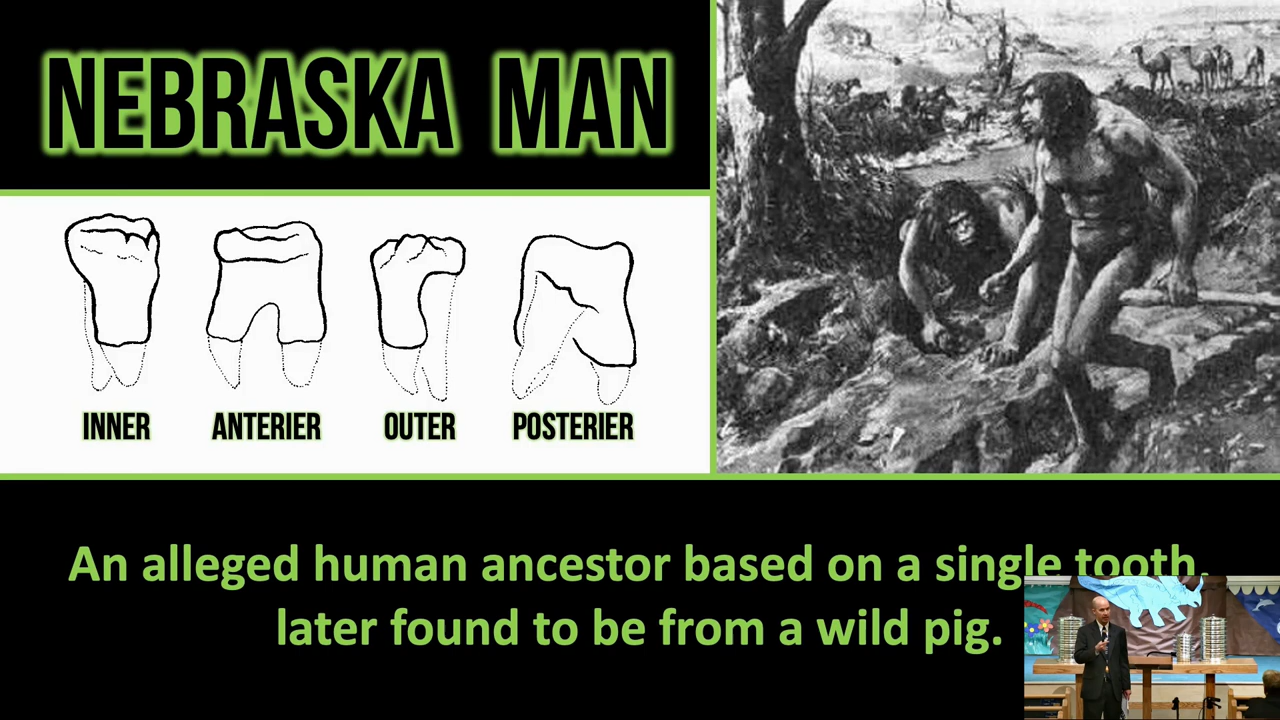 NEBRASKA MAN
INNER
ANTERIER
OUTER
POSTERIER
An alleged human ancestor based on a single tooth,
later found to be from a wild pig.